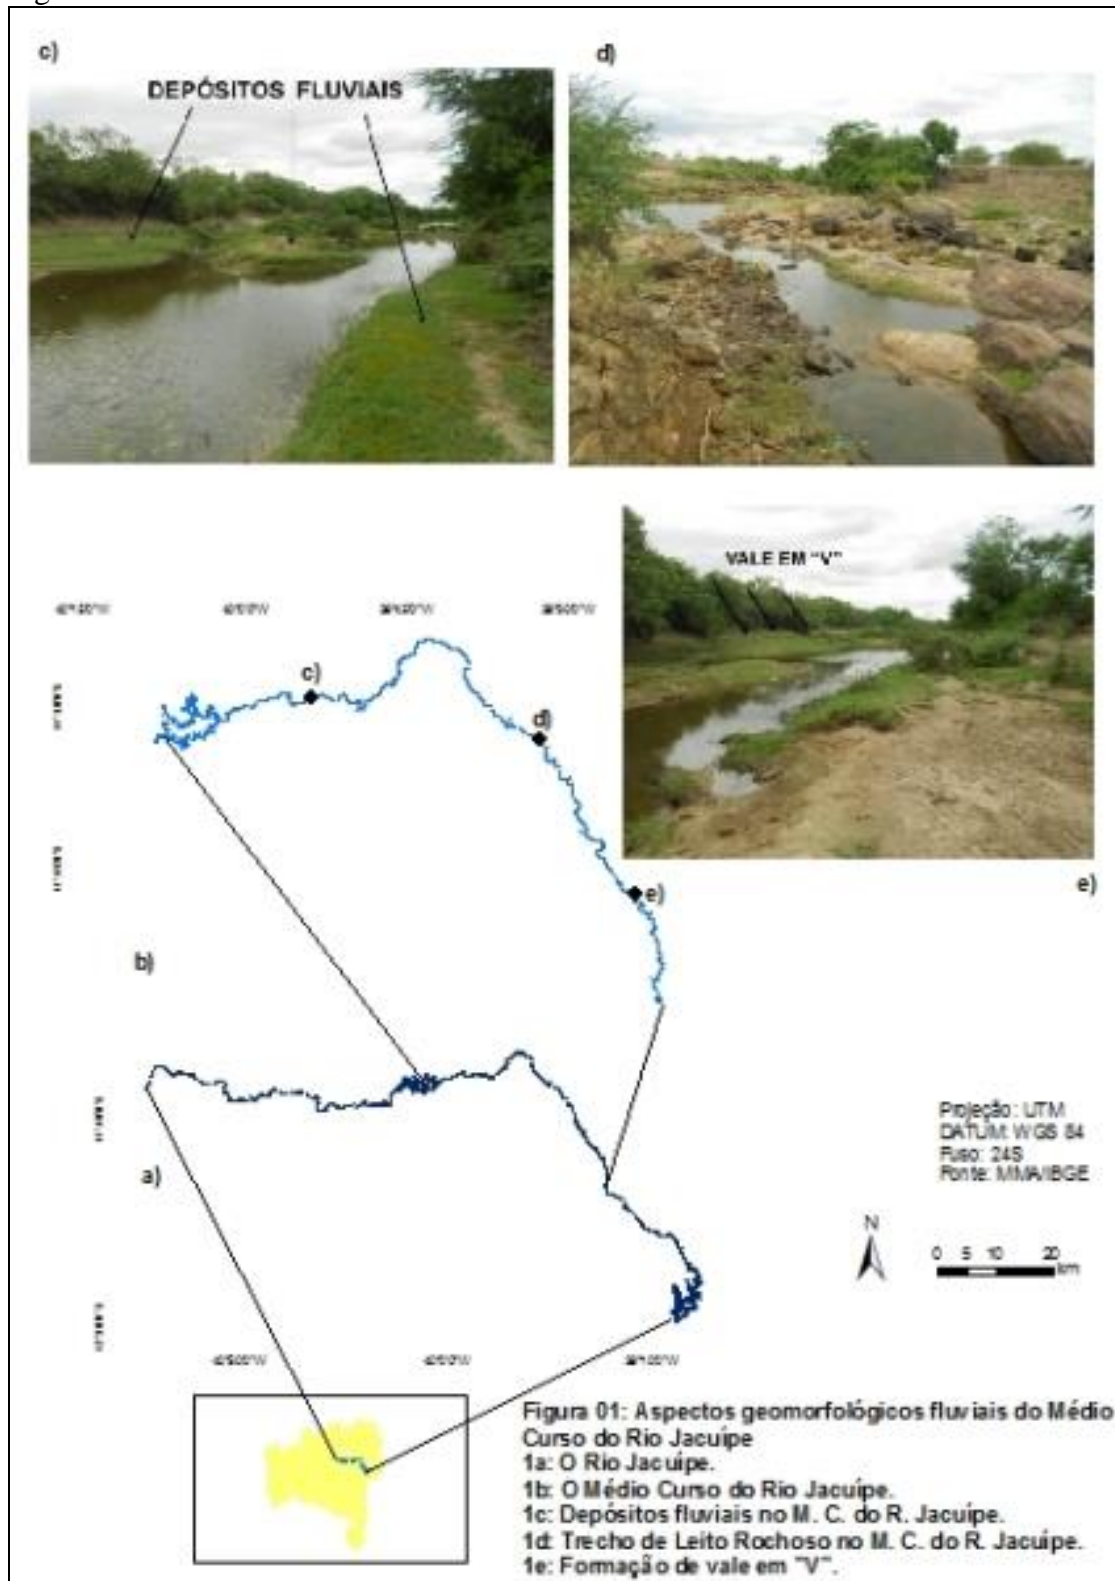 c)
d)
DEPÓSITOS FLUVIAIS
VALE EM "V"
c)
d)
e)
e)
b)
a)
Projeção: UTM
DATUM: WGS 84
Fuso: 24S
Fonte: MMA/IBGE
N
0 5 10 20
km
Figura 01: Aspectos geomorfológicos fluviais do Médio
Curso do Rio Jacuípe
1a: O Rio Jacuípe.
1b: O Médio Curso do Rio Jacuípe.
1c: Depósitos fluviais no M. C. do R. Jacuípe.
1d: Trecho de Leito Rochoso no M. C. do R. Jacuípe.
1e: Formação de vale em "V".